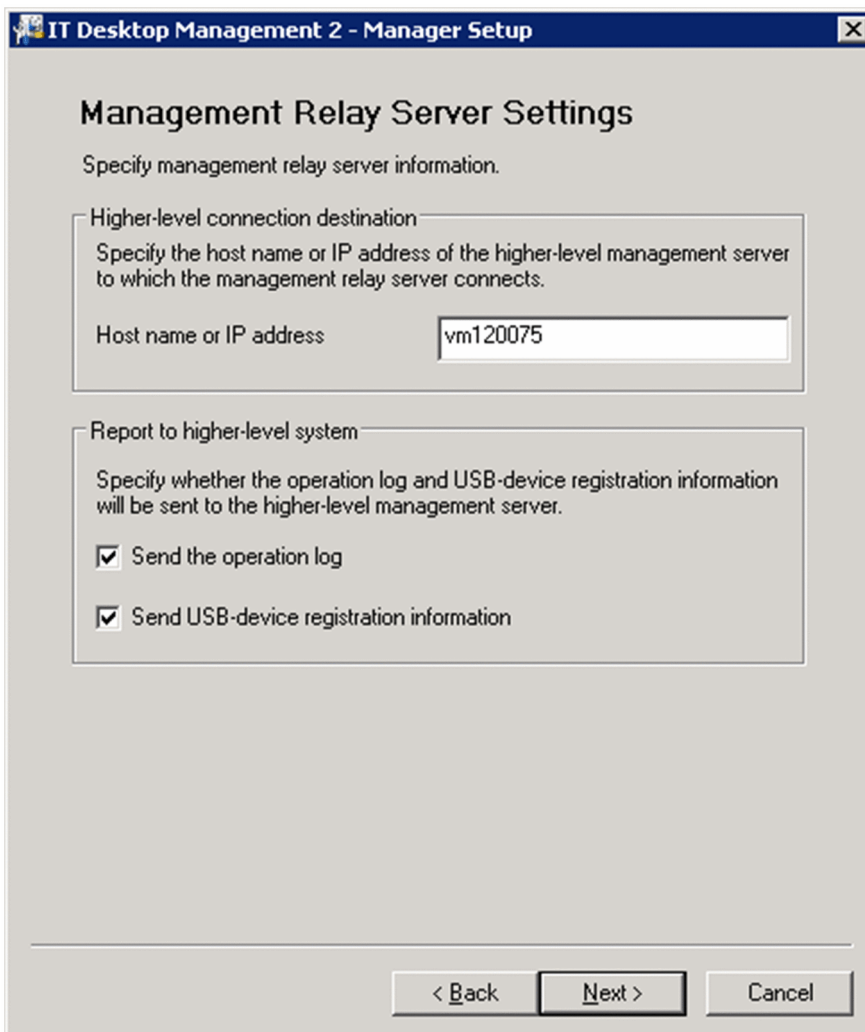 IT Desktop Management 2 - Manager Setup
Management Relay Server Settings
Specify management relay server information.
Higher-level connection destination
Specify the host name or IP address of the higher-level management server
to which the management relay server connects.
Host name or IP address
vm120075
Report to higher-level system
Specify whether the operation log and USB-device registration information
will be sent to the higher-level management server.
Send the operation log
Send USB-device registration information
< Back
Next >
Cancel